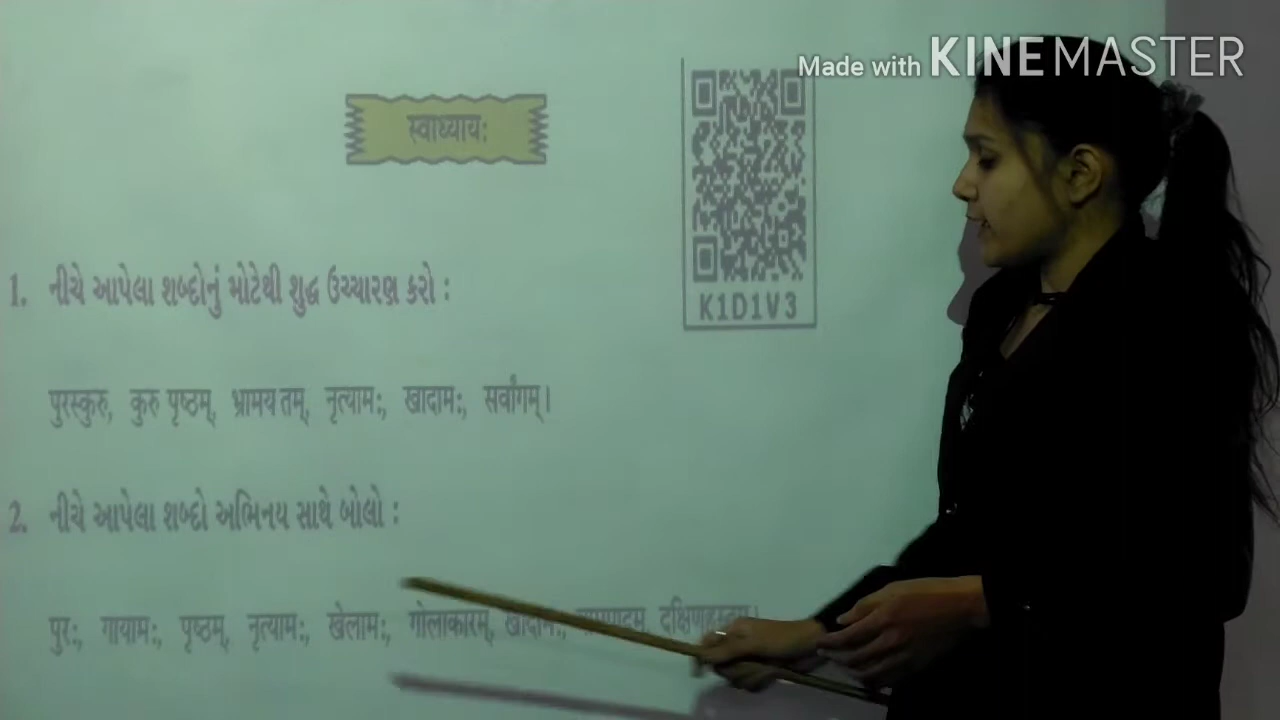 Made with KINEMASTER
स्वाध्यायः
K1D1V3
1. નીચે આપેલા શબ્દોનું મોટેથી શુદ્ધ ઉચ્ચારણ કરો :
पुरस्कुरु, कुरु पृष्ठम्, भ्रामय तम्, नृत्यामः, खादामः, सर्वांगम्।
2. નીચે આપેલા શબ્દો અભિનય સાથે બોલો :
पुरः, गायामः, पृष्ठम्, नृत्यामः, खेलामः, गोलाकारम्, खादामः,